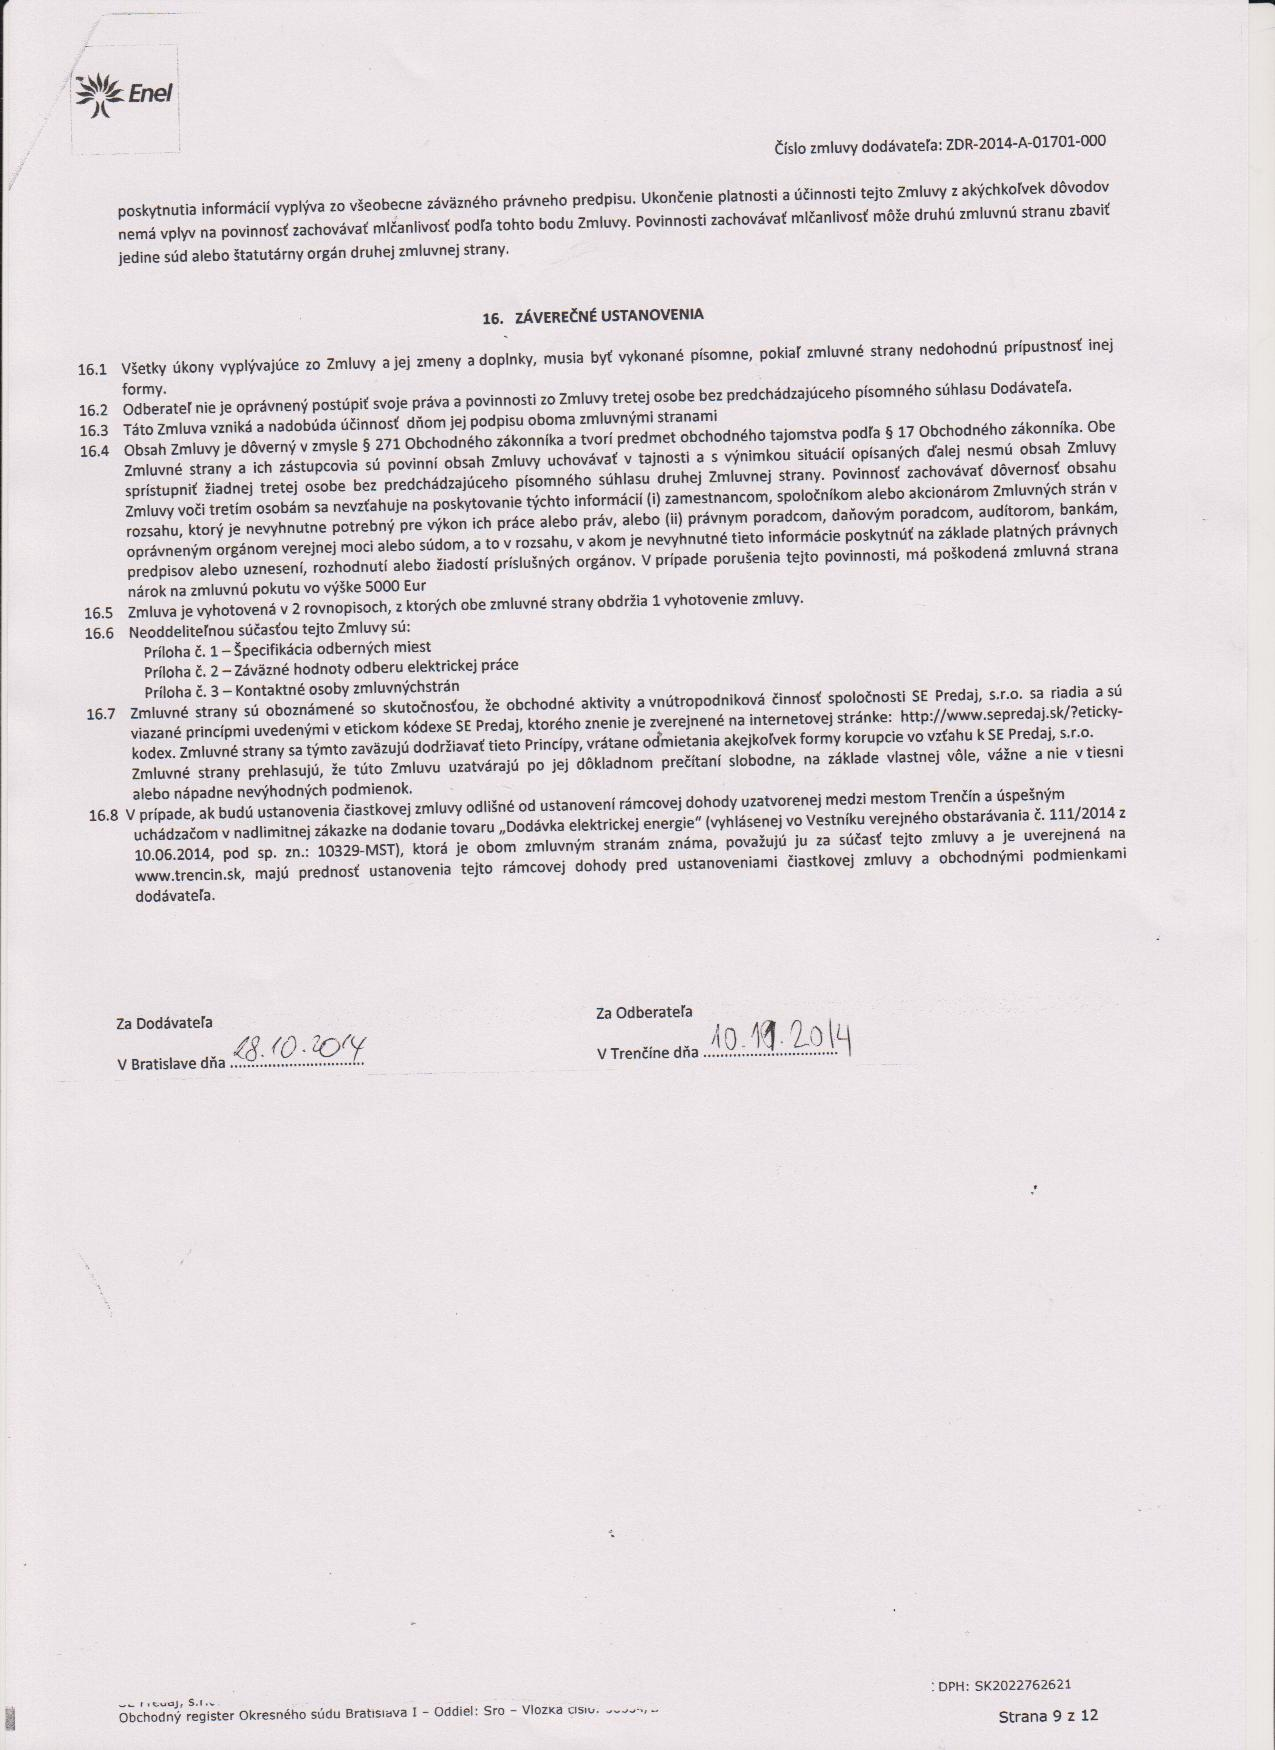 Enel
Číslo zmluvy dodávateľa: ZDR-2014-A-01701-000
poskytnutia informácií vyplýva zo všeobecne záväzného právneho predpisu. Ukončenie platnosti a účinnosti tejto Zmluvy z akýchkoľvek dôvodov
nemá vplyv na povinnosť zachovávať mlčanlivosť podľa tohto bodu Zmluvy. Povinnosti zachovávať mlčanlivosť môže druhú zmluvnú stranu zbaviť
jedine súd alebo štatutárny orgán druhej zmluvnej strany.
16. ZÁVEREČNÉ USTANOVENIA
16.1 Všetky úkony vyplývajúce zo Zmluvy a jej zmeny a doplnky, musia byť vykonané písomne, pokiaľ zmluvné strany nedohodnú prípustnosť inej
formy.
16.2 Odberateľ nie je oprávnený postúpiť svoje práva a povinnosti zo Zmluvy tretej osobe bez predchádzajúceho písomného súhlasu Dodávateľa.
16.3 Táto Zmluva vzniká a nadobúda účinnosť dňom jej podpisu oboma zmluvnými stranami
16.4 Obsah Zmluvy je dôverný v zmysle § 271 Obchodného zákonníka a tvorí predmet obchodného tajomstva podľa § 17 Obchodného zákonníka. Obe
Zmluvné strany a ich zástupcovia sú povinní obsah Zmluvy uchovávať v tajnosti a s výnimkou situácií opísaných ďalej nesmú obsah Zmluvy
sprístupniť žiadnej tretej osobe bez predchádzajúceho písomného súhlasu druhej Zmluvnej strany. Povinnosť zachovávať dôvernosť obsahu
Zmluvy voči tretím osobám sa nevzťahuje na poskytovanie týchto informácií (i) zamestnancom, spoločníkom alebo akcionárom Zmluvných strán v
rozsahu, ktorý je nevyhnutne potrebný pre výkon ich práce alebo práv, alebo (ii) právnym poradcom, daňovým poradcom, audítorom, bankám,
oprávneným orgánom verejnej moci alebo súdom, a to v rozsahu, v akom je nevyhnutné tieto informácie poskytnúť na základe platných právnych
predpisov alebo uznesení, rozhodnutí alebo žiadostí príslušných orgánov. V prípade porušenia tejto povinnosti, má poškodená zmluvná strana
nárok na zmluvnú pokutu vo výške 5000 Eur
16.5 Zmluva je vyhotovená v 2 rovnopisoch, z ktorých obe zmluvné strany obdržia 1 vyhotovenie zmluvy.
16.6 Neoddeliteľnou súčasťou tejto Zmluvy sú:
Príloha č. 1 – Špecifikácia odberných miest
Príloha č. 2 – Záväzné hodnoty odberu elektrickej práce
Príloha č. 3 – Kontaktné osoby zmluvnýchstrán
16.7 Zmluvné strany sú oboznámené so skutočnosťou, že obchodné aktivity a vnútropodniková činnosť spoločnosti SE Predaj, s.r.o. sa riadia a sú
viazané princípmi uvedenými v etickom kódexe SE Predaj, ktorého znenie je zverejnené na internetovej stránke: http://www.sepredaj.sk/?eticky-
kodex. Zmluvné strany sa týmto zaväzujú dodržiavať tieto Princípy, vrátane odmietania akejkoľvek formy korupcie vo vzťahu k SE Predaj, s.r.o.
Zmluvné strany prehlasujú, že túto Zmluvu uzatvárajú po jej dôkladnom prečítaní slobodne, na základe vlastnej vôle, vážne a nie v tiesni
alebo nápadne nevýhodných podmienok.
16.8 V prípade, ak budú ustanovenia čiastkovej zmluvy odlišné od ustanovení rámcovej dohody uzatvorenej medzi mestom Trenčín a úspešným
uchádzačom v nadlimitnej zákazke na dodanie tovaru „Dodávka elektrickej energie“ (vyhlásenej vo Vestníku verejného obstarávania č. 111/2014 z
10.06.2014, pod sp. zn.: 10329-MST), ktorá je obom zmluvným stranám známa, považujú ju za súčasť tejto zmluvy a je uverejnená na
www.trencin.sk, majú prednosť ustanovenia tejto rámcovej dohody pred ustanoveniami čiastkovej zmluvy a obchodnými podmienkami
dodávateľa.
Za Dodávateľa
Za Odberateľa
V Bratislave dňa 28.10.2014
V Trenčíne dňa 10.11.2014
: DPH: SK2022762621
Obchodný register Okresného súdu Bratislava I – Oddiel: Sro – Vložka číslo:
Strana 9 z 12